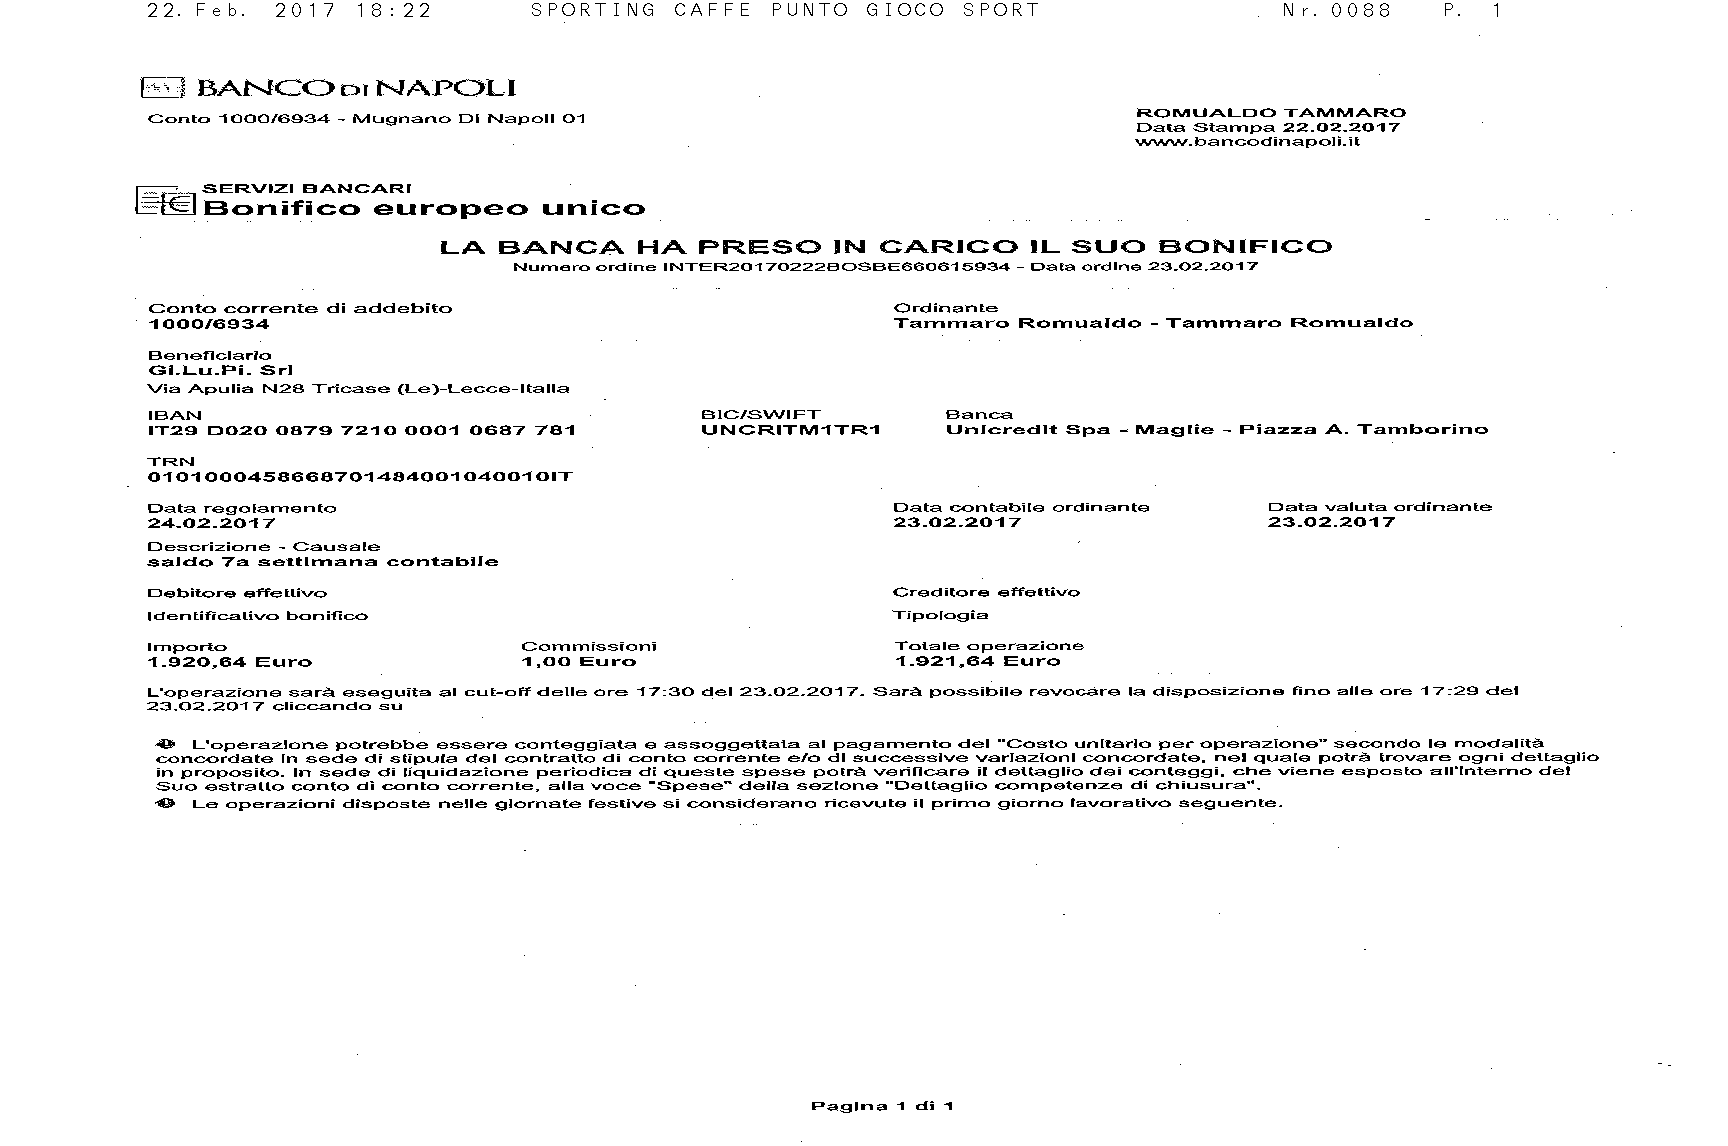 22. Feb. 2017 18:22 SPORTING CAFFE PUNTO GIOCO SPORT Nr. 0088 P. 1
BANCO DI NAPOLI
Conto 1000/6934 - Mugnano Di Napoli 01
ROMUALDO TAMMARO
Data Stampa 22.02.2017
www.bancodinapoli.it
SERVIZI BANCARI
Bonifico europeo unico
LA BANCA HA PRESO IN CARICO IL SUO BONIFICO
Numero ordine INTER20170222BOSBE660615934 - Data ordine 23.02.2017
Conto corrente di addebito Ordinante
1000/6934 Tammaro Romualdo - Tammaro Romualdo
Beneficiario
Gi.Lu.Pi. Srl
Via Apulia N28 Tricase (Le)-Lecce-Italia
IBAN BIC/SWIFT Banca
IT29 D020 0879 7210 0001 0687 781 UNCRITM1TR1 Unicredit Spa - Maglie - Piazza A. Tamborino
TRN
0101000458668701484001040010IT
Data regolamento Data contabile ordinante Data valuta ordinante
24.02.2017 23.02.2017 23.02.2017
Descrizione - Causale
saldo 7a settimana contabile
Debitore effettivo Creditore effettivo
Identificativo bonifico Tipologia
Importo Commissioni Totale operazione
1.920,64 Euro 1,00 Euro 1.921,64 Euro
L'operazione sarà eseguita al cut-off delle ore 17:30 del 23.02.2017. Sarà possibile revocare la disposizione fino alle ore 17:29 del
23.02.2017 cliccando su
L'operazione potrebbe essere conteggiata e assoggettata al pagamento del "Costo unitario per operazione" secondo le modalità
concordate in sede di stipula del contratto di conto corrente e/o di successive variazioni concordate, nel quale potrà trovare ogni dettaglio
in proposito. In sede di liquidazione periodica di queste spese potrà verificare il dettaglio dei conteggi, che viene esposto all'interno del
Suo estratto conto di conto corrente, alla voce "Spese" della sezione "Dettaglio competenze di chiusura".
Le operazioni disposte nelle giornate festive si considerano ricevute il primo giorno lavorativo seguente.
Pagina 1 di 1